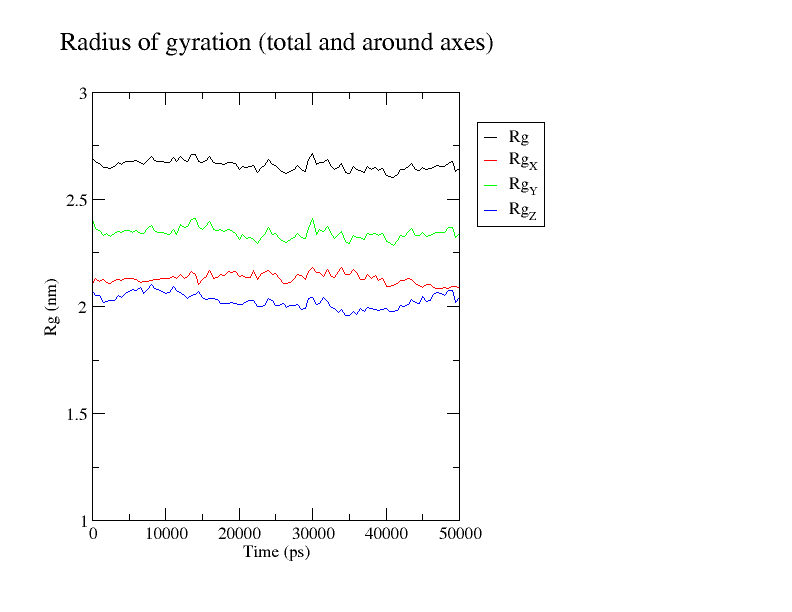 Radius of gyration (total and around axes)
3
2.5
2
1.5
1
Rg (nm)
0 10000 20000 30000 40000 50000
Time (ps)
Rg
RgX
RgY
RgZ